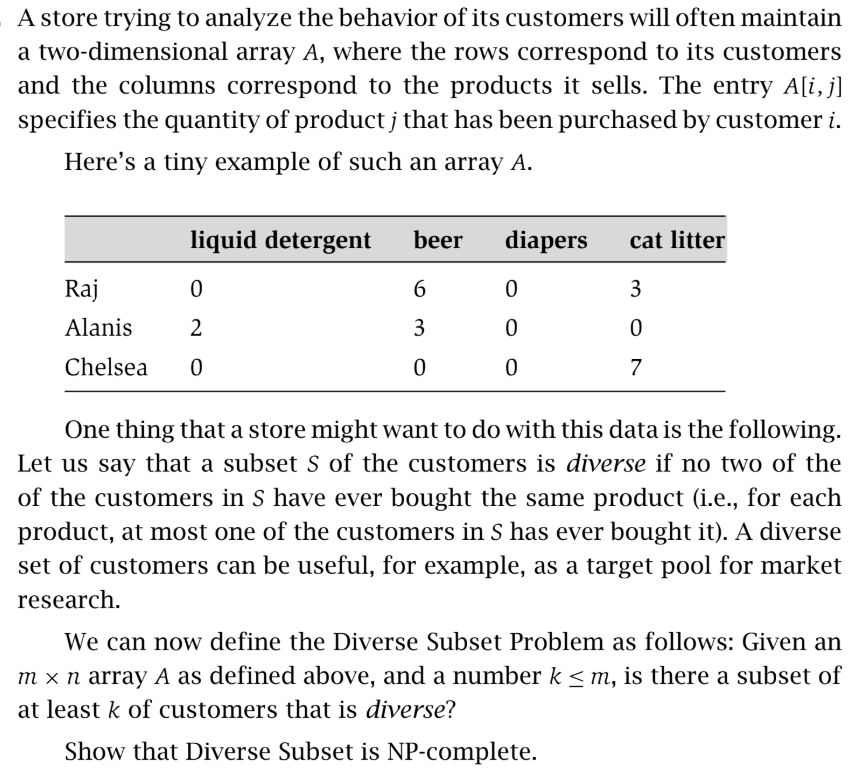 A store trying to analyze the behavior of its customers will often maintain
a two-dimensional array A, where the rows correspond to its customers
and the columns correspond to the products it sells. The entry A[i, j]
specifies the quantity of product j that has been purchased by customer i.
Here's a tiny example of such an array A.
liquid detergent beer diapers cat litter
Raj 0 6 0 3
Alanis 2 3 0 0
Chelsea 0 0 0 7
One thing that a store might want to do with this data is the following.
Let us say that a subset S of the customers is diverse if no two of the
of the customers in S have ever bought the same product (i.e., for each
product, at most one of the customers in S has ever bought it). A diverse
set of customers can be useful, for example, as a target pool for market
research.
We can now define the Diverse Subset Problem as follows: Given an
m × n array A as defined above, and a number k ≤ m, is there a subset of
at least k of customers that is diverse?
Show that Diverse Subset is NP-complete.